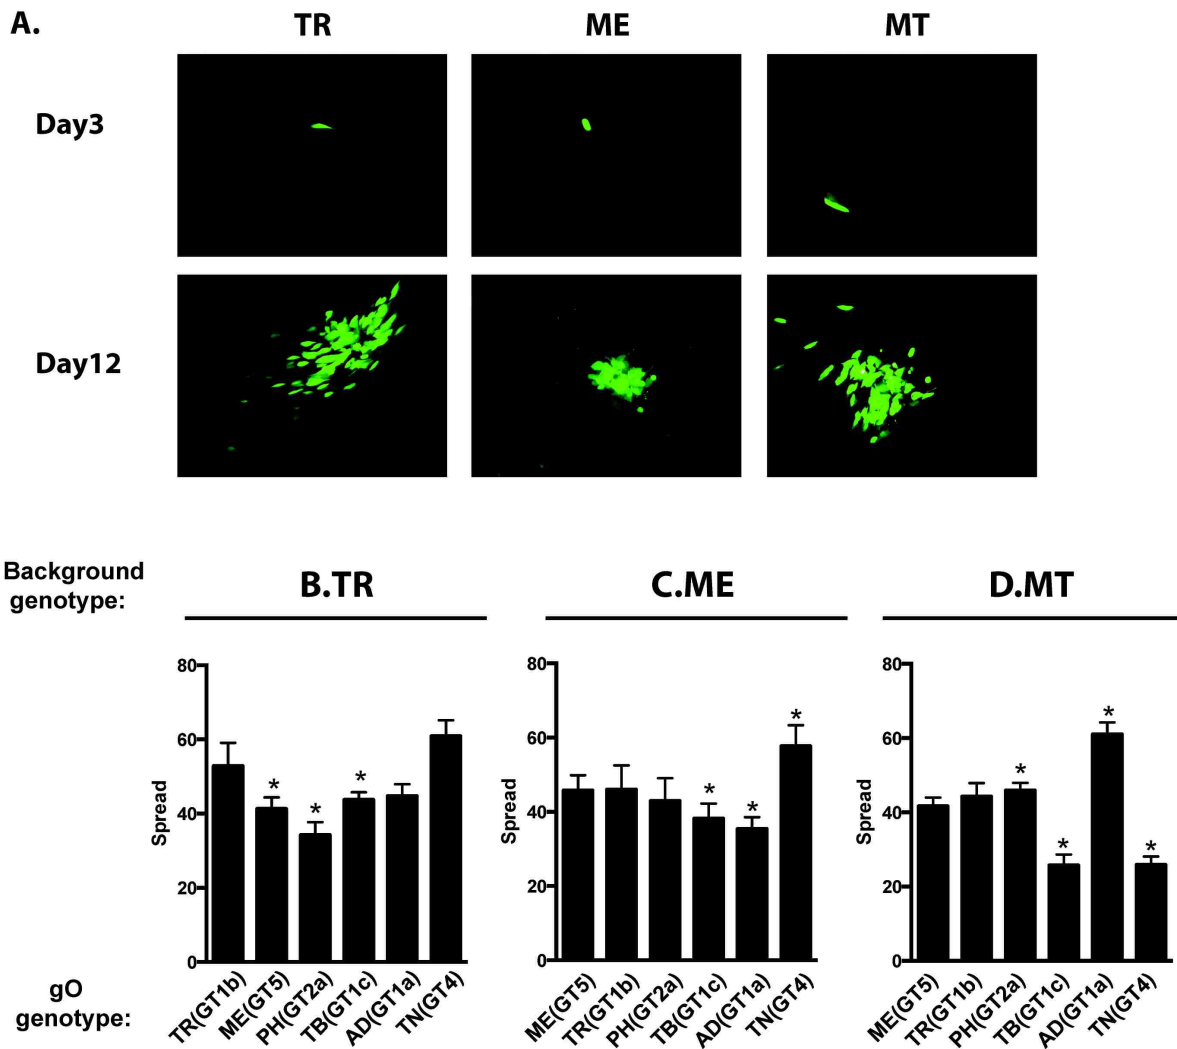 A.
TR ME MT
Day3
Day12
Background
genotype:
B.TR C.ME D.MT
80 80 80
60 60 60
40 40 40
20 20 20
0 0 0
Spread Spread Spread
* * *
* * *
* * * *
gO
genotype:
TR(GT1b) ME(GT5) PH(GT2a) TB(GT1c) AD(GT1a) TN(GT4)
ME(GT5) TR(GT1b) PH(GT2a) TB(GT1c) AD(GT1a) TN(GT4)
ME(GT5) TR(GT1b) PH(GT2a) TB(GT1c) AD(GT1a) TN(GT4)